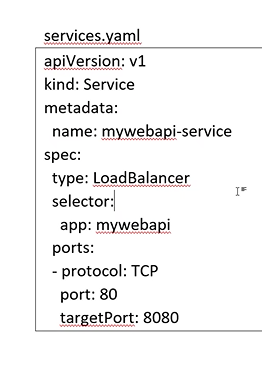 services.yaml
apiVersion: v1
kind: Service
metadata:
  name: mywebapi-service
spec:
  type: LoadBalancer
  selector:
    app: mywebapi
  ports:
  - protocol: TCP
    port: 80
    targetPort: 8080